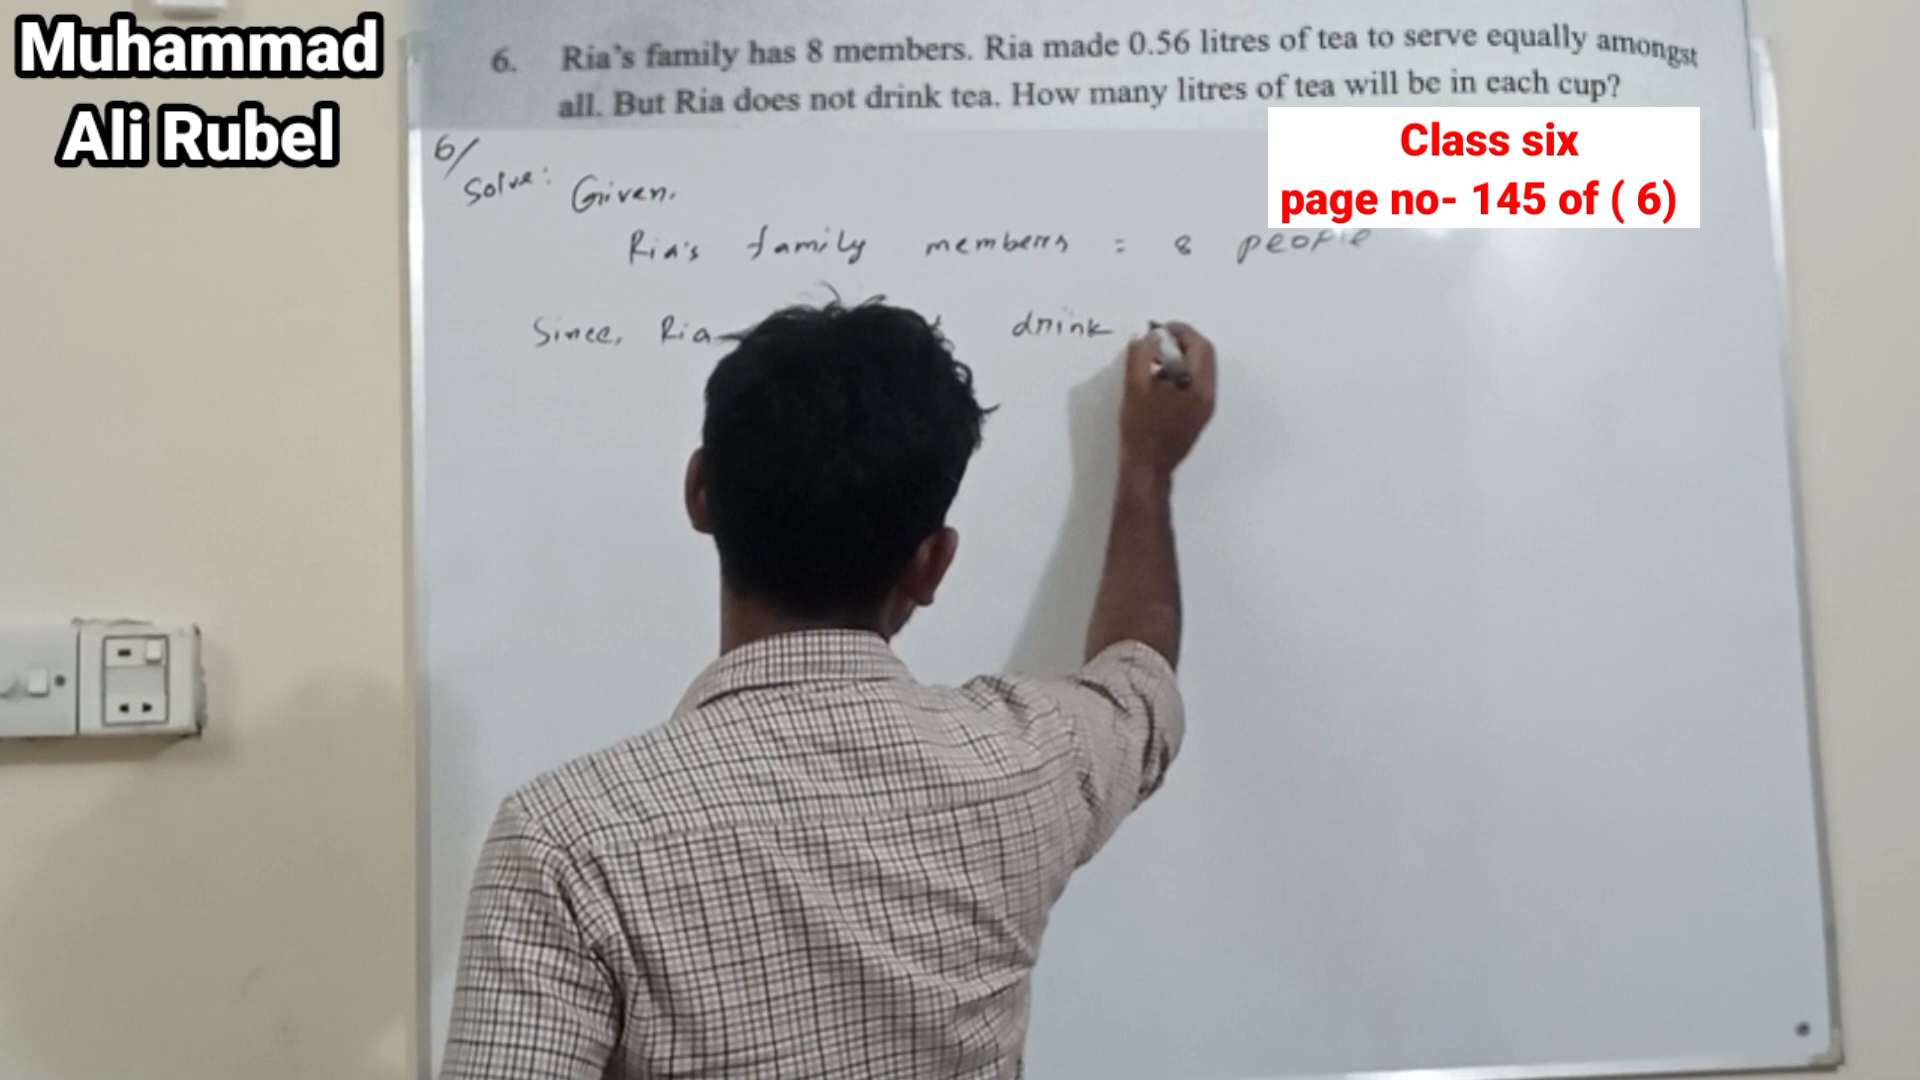 Muhammad
Ali Rubel
6. Ria's family has 8 members. Ria made 0.56 litres of tea to serve equally amongst
all. But Ria does not drink tea. How many litres of tea will be in each cup?
Class six
page no- 145 of ( 6)
6/
Solve: Given.
Ria's family members = 8 people
Since, Ria drink